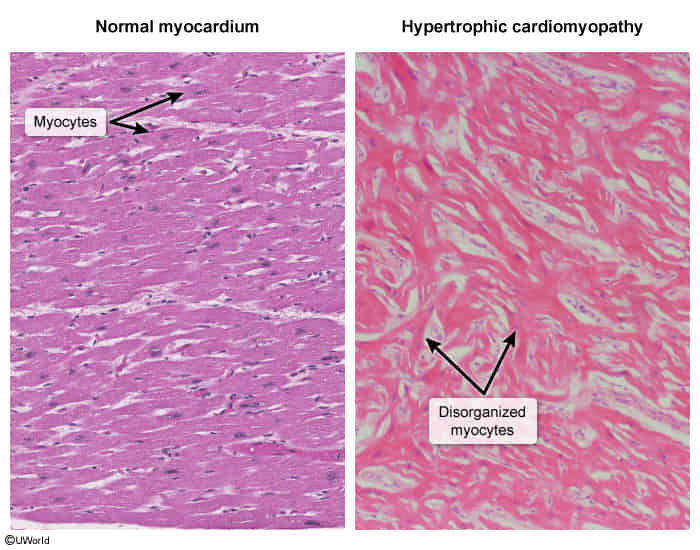 Normal myocardium
Hypertrophic cardiomyopathy
Myocytes
Disorganized
myocytes
©UWorld